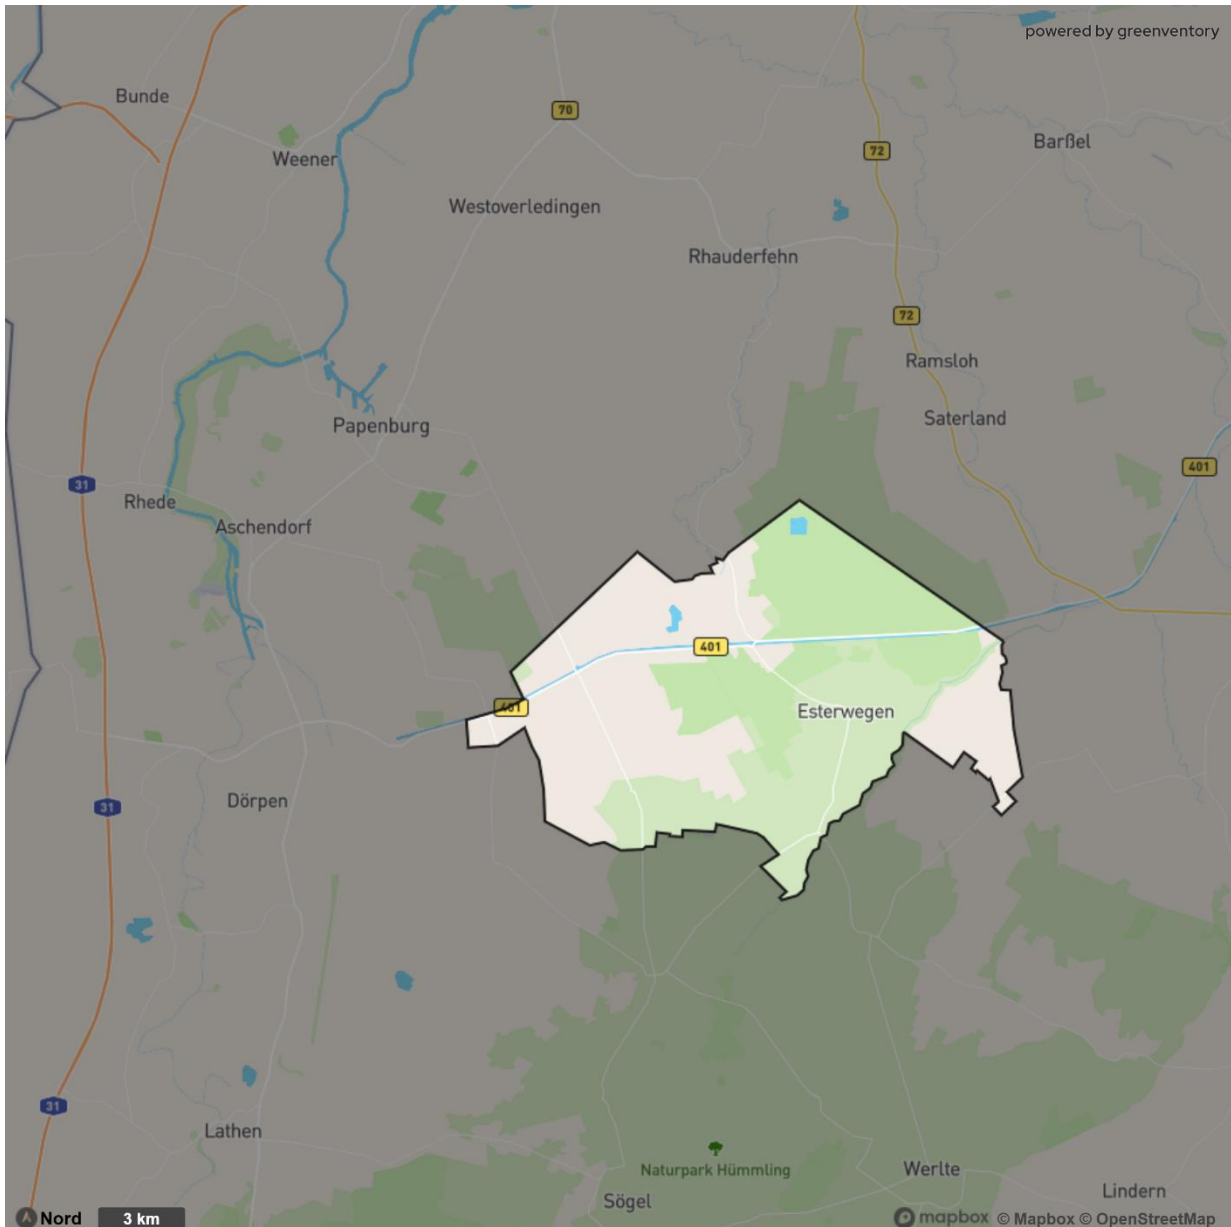 powered by greenventory
Bunde
70
Weener
72
Barßel
Westoverledingen
Rhauderfehn
72
Ramsloh
Saterland
Papenburg
401
31
Rhede
Aschendorf
401
401
Esterwegen
Dörpen
31
31
Lathen
Naturpark Hümmling
Werlte
Sögel
Lindern
Nord
3 km
mapbox © Mapbox © OpenStreetMap